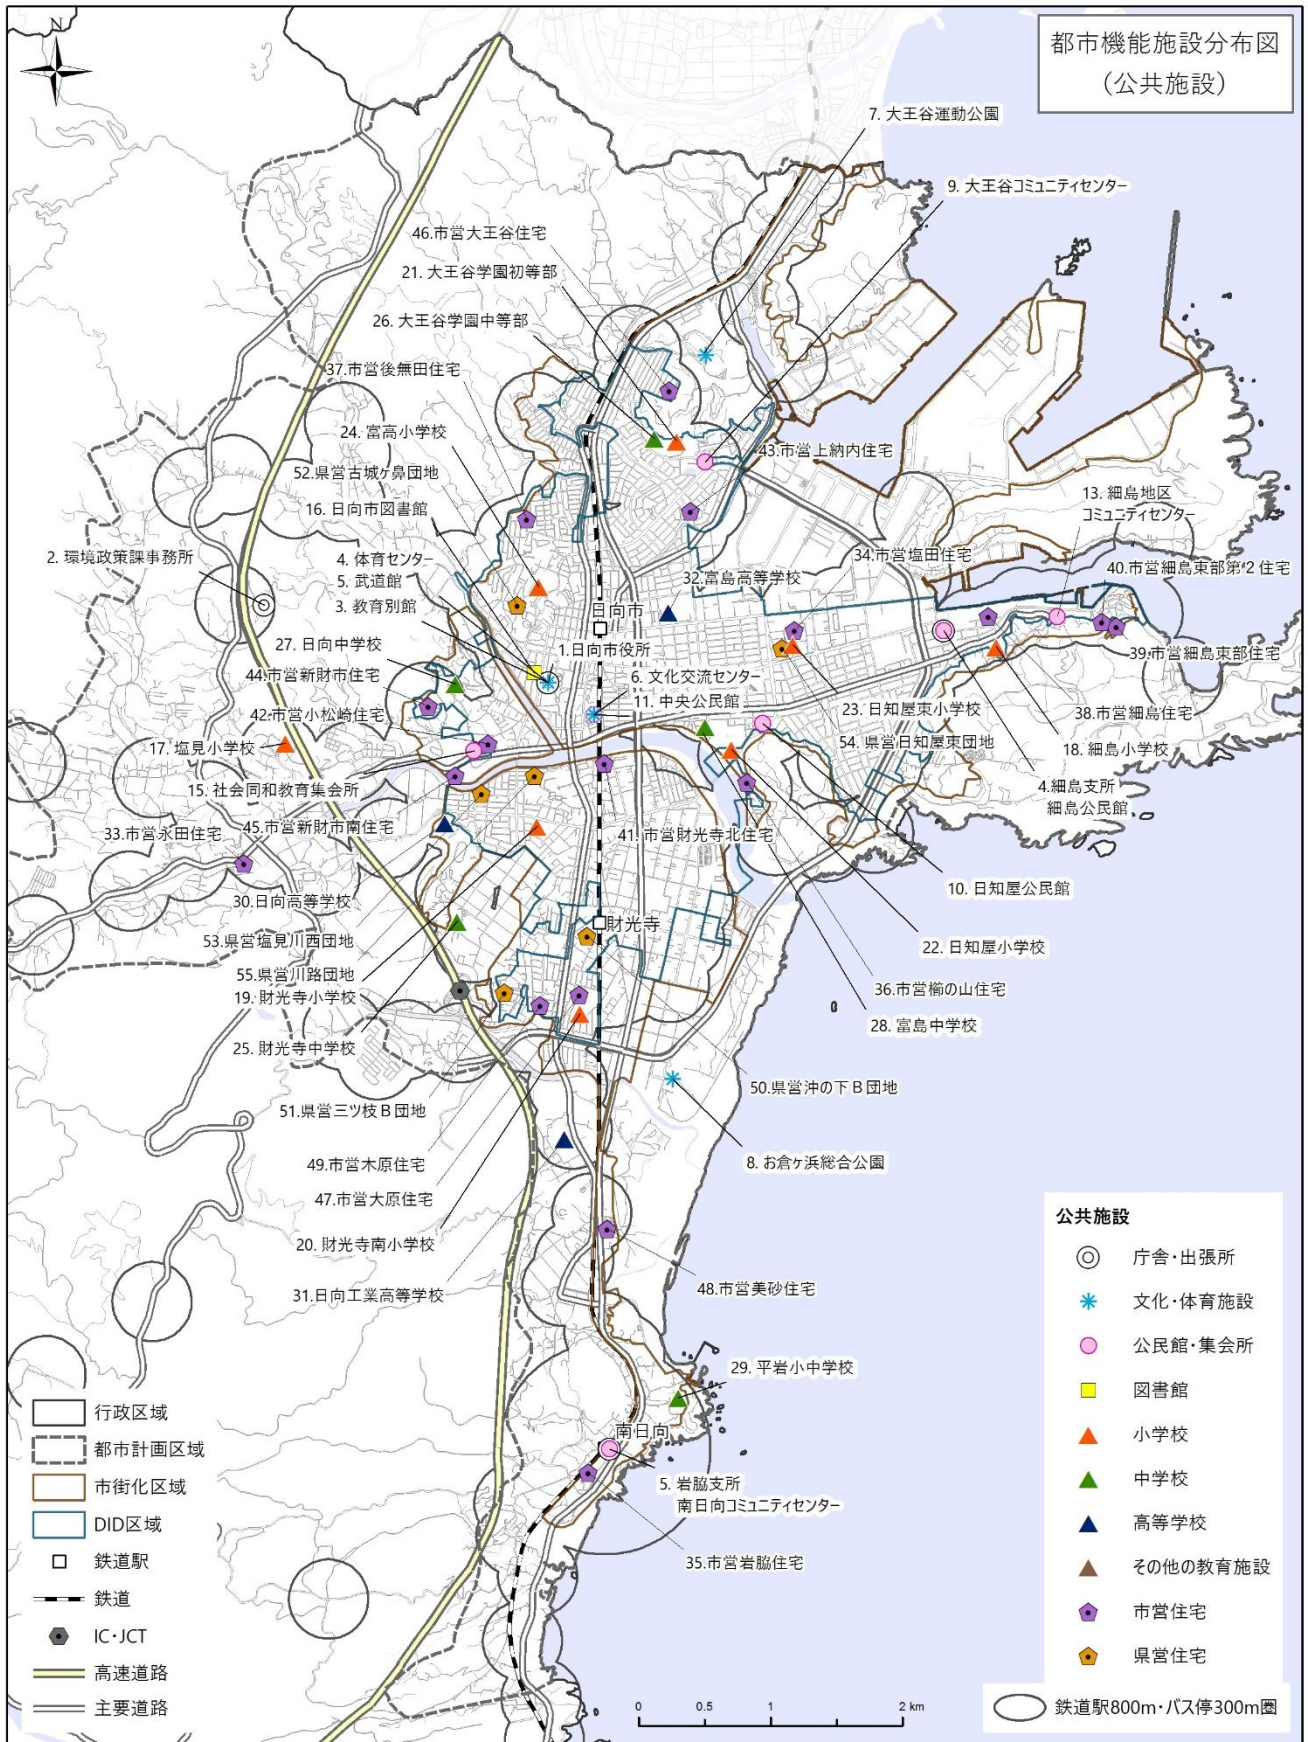 都市機能施設分布図
(公共施設)
N
7. 大王谷運動公園
9. 大王谷コミュニティセンター
46.市営大王谷住宅
21. 大王谷学園初等部
26. 大王谷学園中等部
37.市営後無田住宅
24. 富高小学校
52.県営古城ヶ鼻団地
16. 日向市図書館
2. 環境政策課事務所
4. 体育センター
5. 武道館
3. 教育別館
27. 日向中学校
44.市営新財市住宅
42.市営小松崎住宅
17. 塩見小学校
15. 社会同和教育集会所
33.市営永田住宅
45.市営新財市南住宅
30.日向高等学校
53.県営塩見川西団地
55.県営川路団地
19. 財光寺小学校
25. 財光寺中学校
51.県営三ツ枝B団地
49.市営木原住宅
47.市営大原住宅
20. 財光寺南小学校
31.日向工業高等学校
43.市営上納内住宅
13. 細島地区
コミュニティセンター
34.市営塩田住宅
40.市営細島東部第2住宅
32.富島高等学校
日向市
1.日向市役所
6. 文化交流センター
11. 中央公民館
39.市営細島東部住宅
23. 日知屋東小学校
38.市営細島住宅
54. 県営日知屋東団地
18. 細島小学校
4.細島支所
細島公民館
41. 市営財光寺北住宅
10. 日知屋公民館
財光寺
22. 日知屋小学校
36.市営櫛の山住宅
28. 富島中学校
50.県営沖の下B団地
8. お倉ヶ浜総合公園
48.市営美砂住宅
29. 平岩小中学校
南日向
5. 岩脇支所
南日向コミュニティセンター
35.市営岩脇住宅
行政区域
都市計画区域
市街化区域
DID区域
鉄道駅
鉄道
IC・JCT
高速道路
主要道路
公共施設
庁舎・出張所
文化・体育施設
公民館・集会所
図書館
小学校
中学校
高等学校
その他の教育施設
市営住宅
県営住宅
鉄道駅800m・バス停300m圏
0 0.5 1 2 km